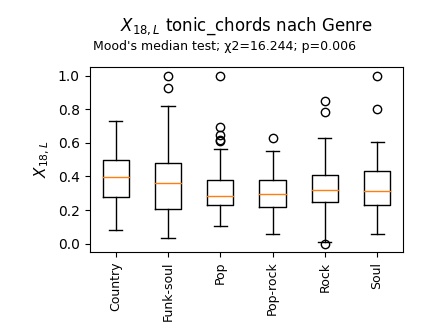 X18,L tonic_chords nach Genre
Mood's median test; χ2=16.244; p=0.006
X18,L
1.0
0.8
0.6
0.4
0.2
0.0
Country
Funk-soul
Pop
Pop-rock
Rock
Soul